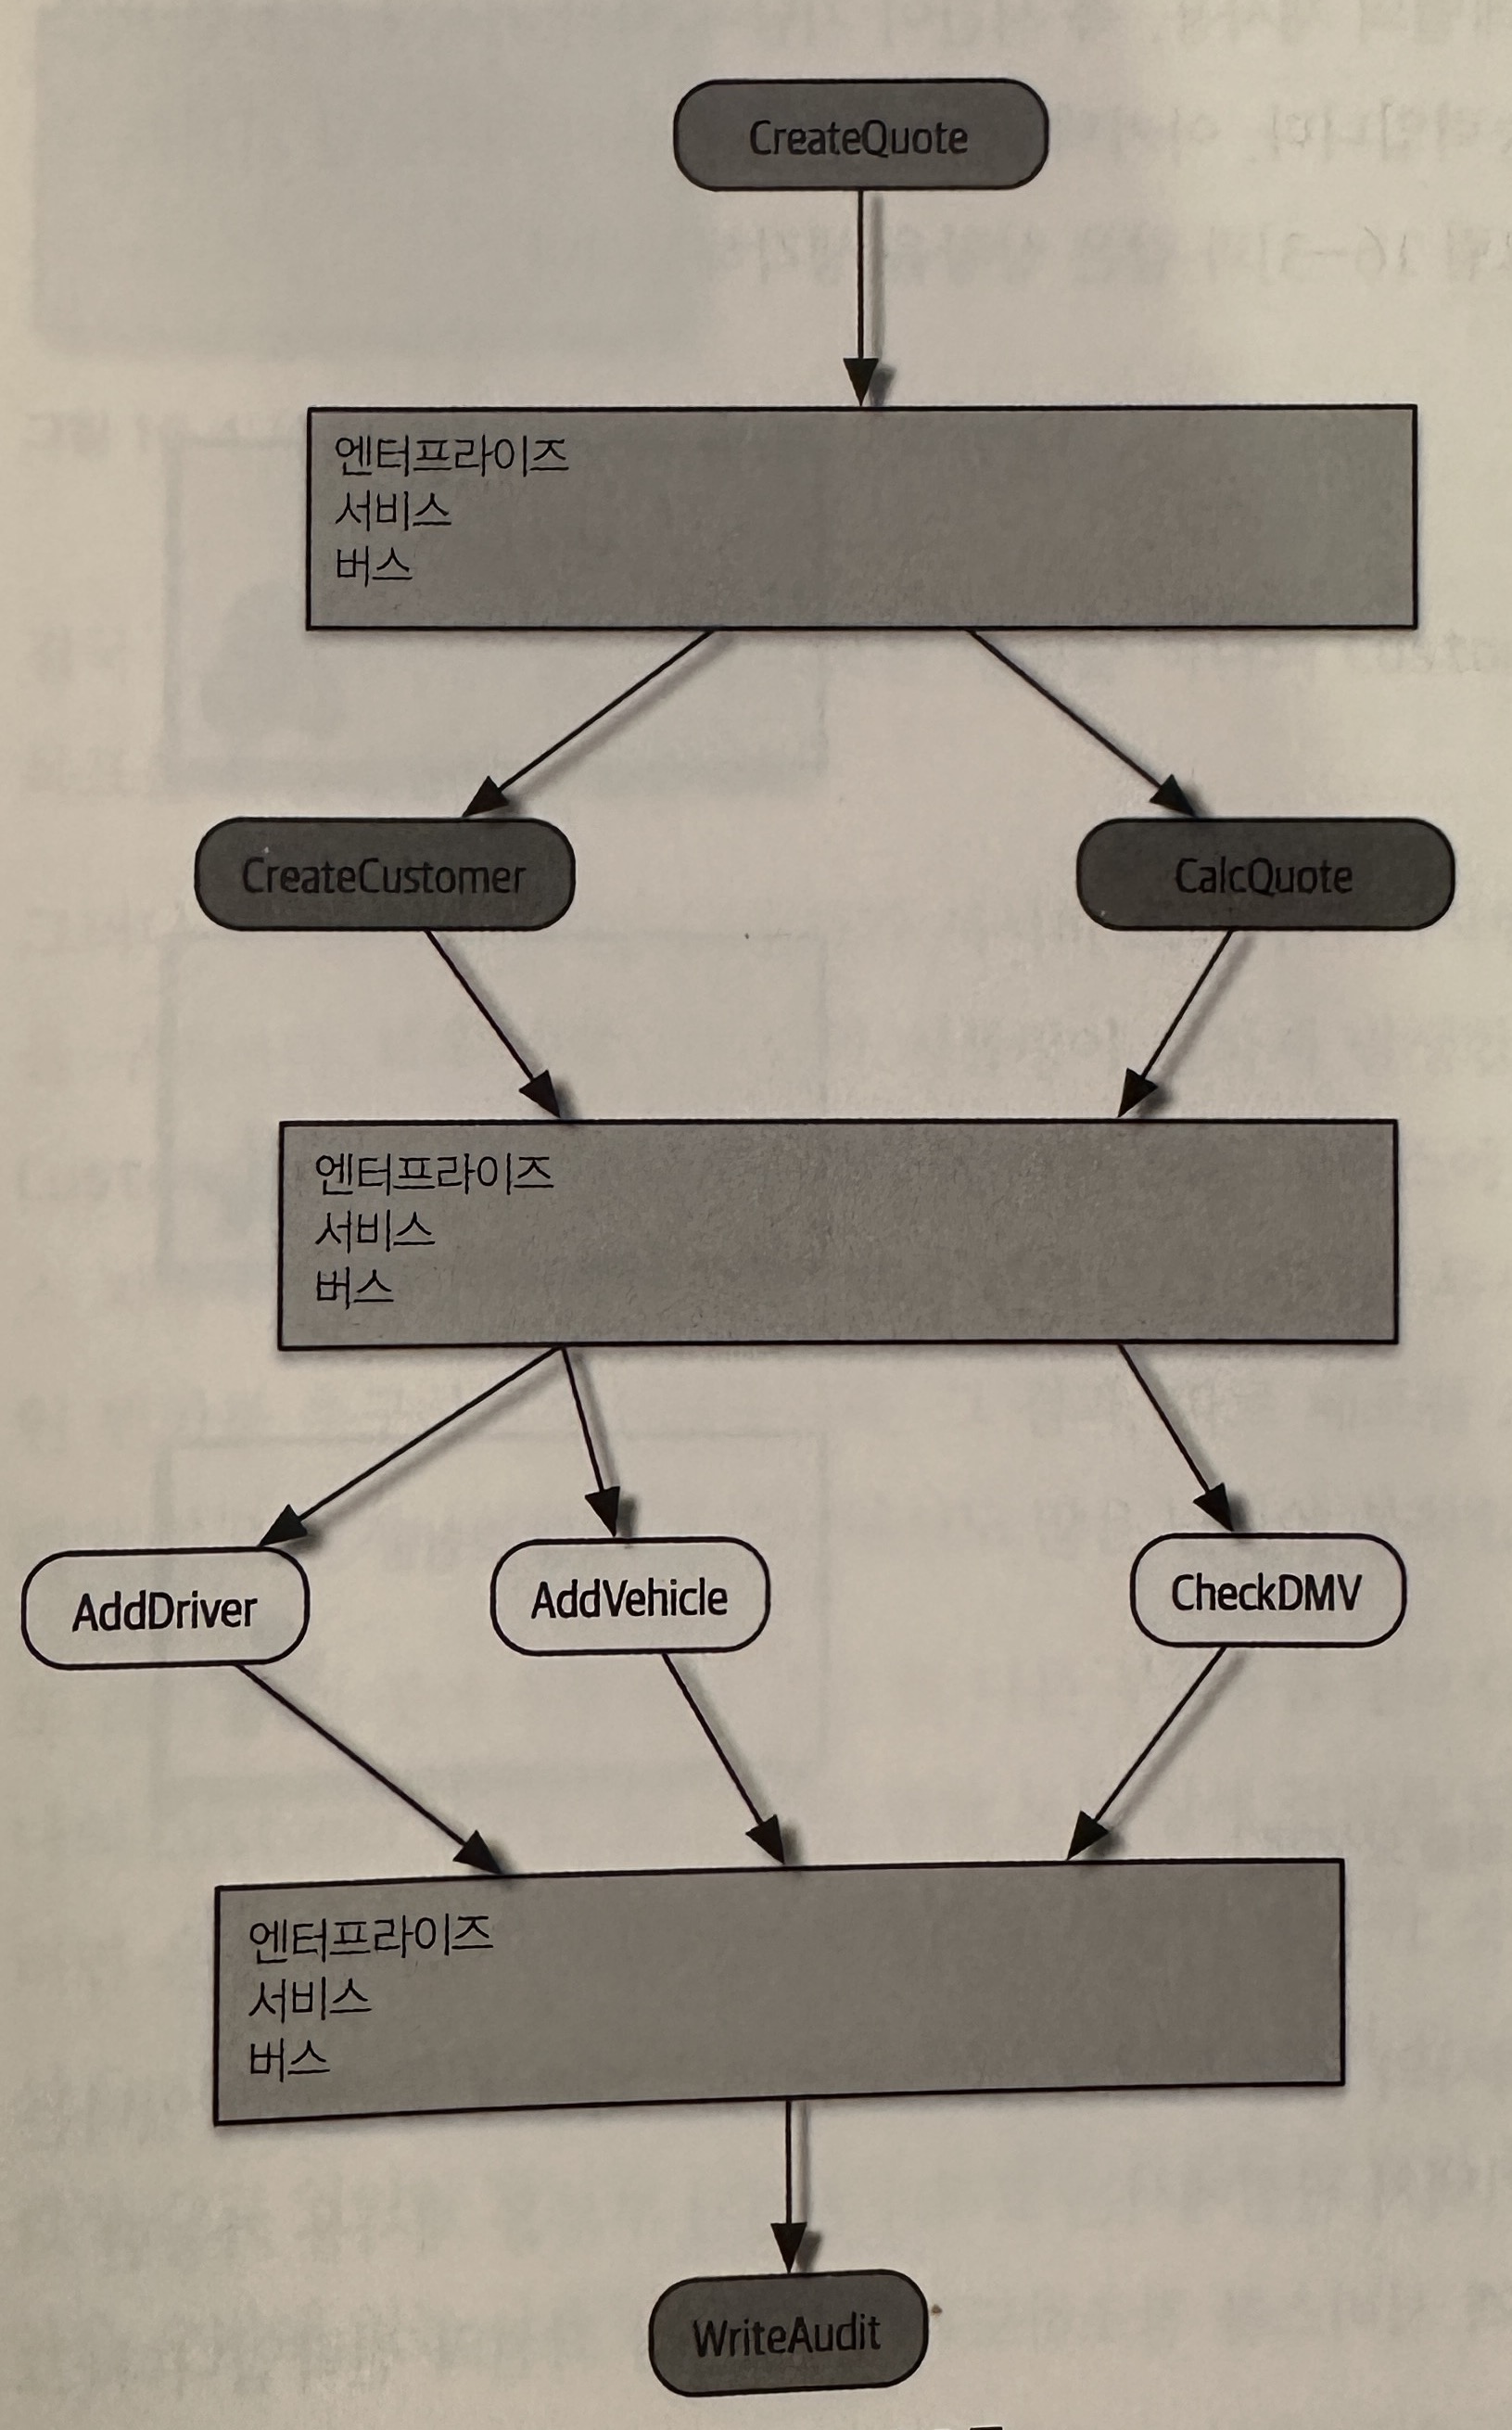 CreateQuote
엔터프라이즈
서비스
버스
CreateCustomer
CalcQuote
엔터프라이즈
서비스
버스
AddDriver
AddVehicle
CheckDMV
엔터프라이즈
서비스
버스
WriteAudit